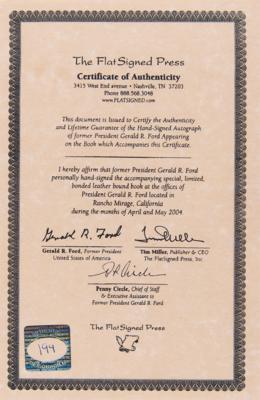 The FlatSigned Press
Certificate of Authenticity
3415 West End avenue • Nashville, TN 37203
Phone 888.568.3048
www.FLATSIGNED.COM
This document is Issued to Certify the Authenticity
and Lifetime Guarantee of the Hand-Signed Autograph
of former President Gerald R. Ford Appearing
on the Book which Accompanies this Certificate.
I hereby affirm that former President Gerald R. Ford
personally hand-signed the accompanying special, limited,
bonded leather bound book at the offices of
President Gerald R. Ford located in
Rancho Mirage, California
during the months of April and May 2004
Gerald R. Ford
Gerald R. Ford, Former President
United States of America
Tim Miller, Publisher & CEO
The FlatSigned Press, Inc
Penny Circle, Chief of Staff
& Executive Assistant to
Former President Gerald R. Ford
194
The FlatSigned Press